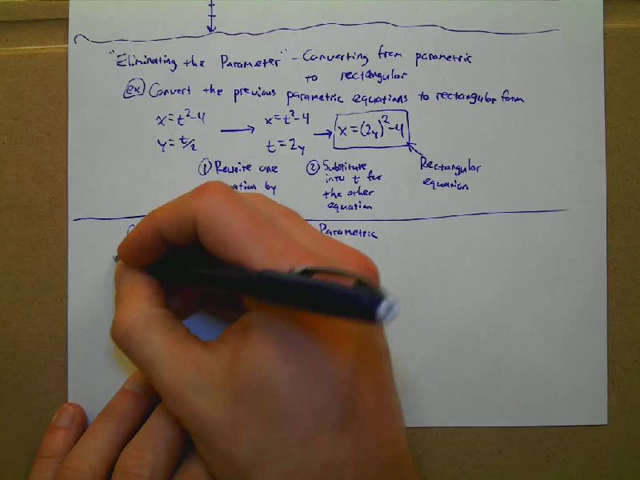 "Eliminating the Parameter" - Converting from parametric
to rectangular
ex) Convert the previous parametric equations to rectangular form
x=t²-4 → x=t²-4 → x=(2y)²-4
y=t/2 t=2y
① Rewrite one ② Substitute Rectangular
by into t for equation
the other
equation
Parametric